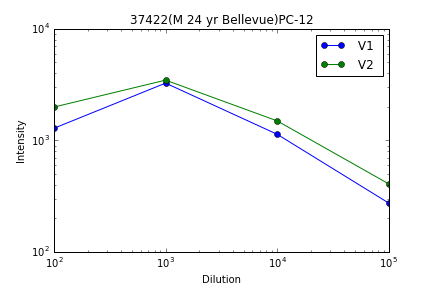 37422(M 24 yr Bellevue)PC-12
10^4
V1
V2
10^3
Intensity
10^2
10^2 10^3 10^4 10^5
Dilution